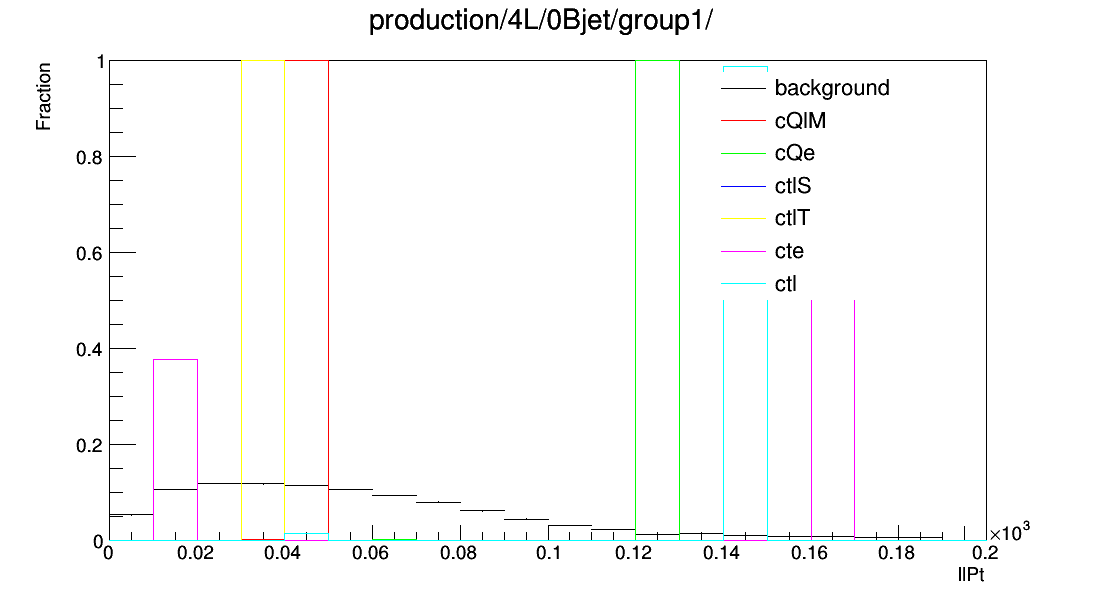 production/4L/0Bjet/group1/
Fraction
1
0.8
0.6
0.4
0.2
0
background
cQlM
cQe
ctlS
ctlT
cte
ctl
0 0.02 0.04 0.06 0.08 0.1 0.12 0.14 0.16 0.18 0.2
×10³
llPt